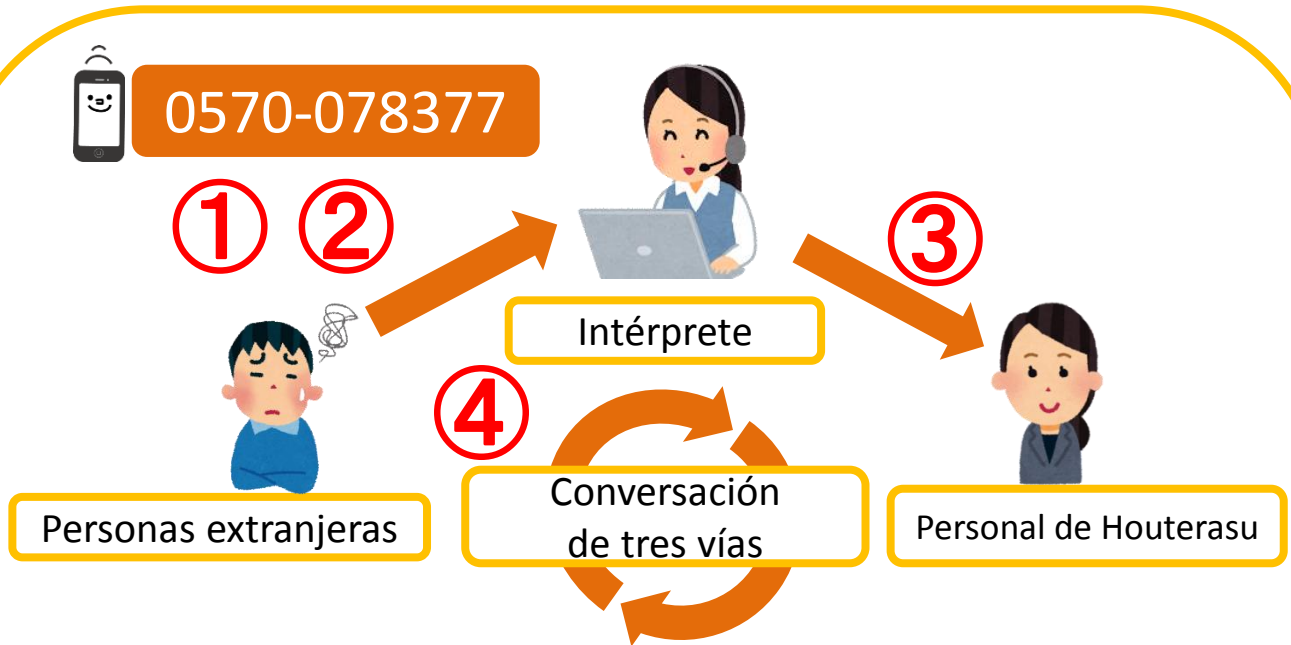 0570-078377
① ②
③
Intérprete
④
Conversación
de tres vías
Personas extranjeras
Personal de Houterasu